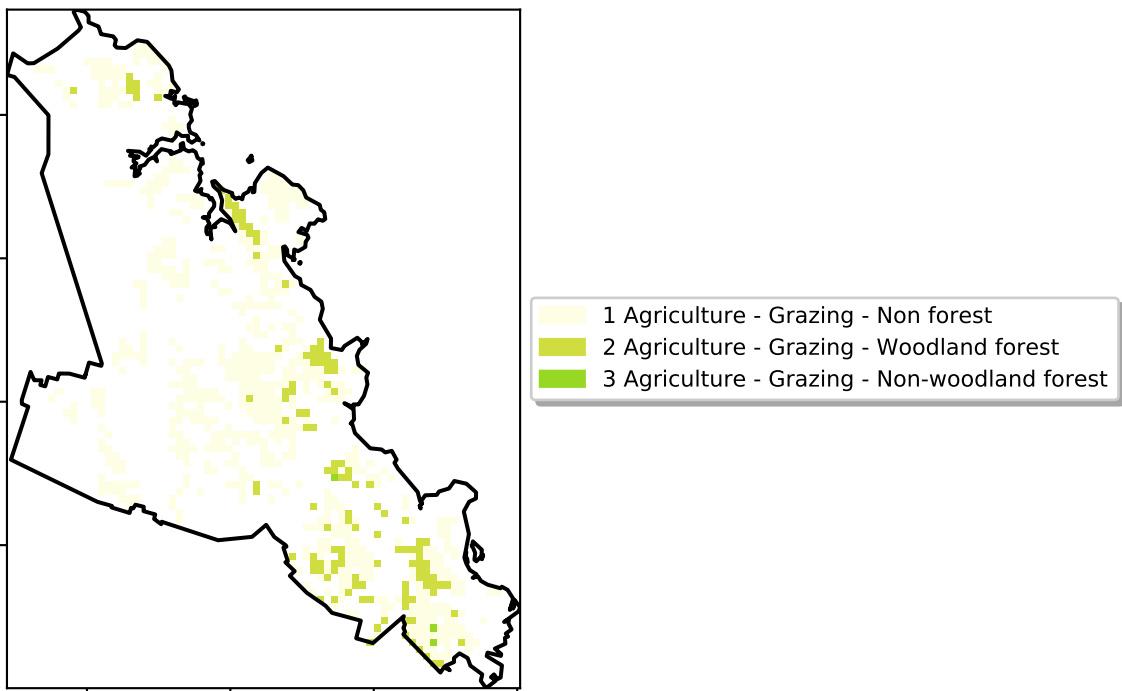 1 Agriculture - Grazing - Non forest
2 Agriculture - Grazing - Woodland forest
3 Agriculture - Grazing - Non-woodland forest